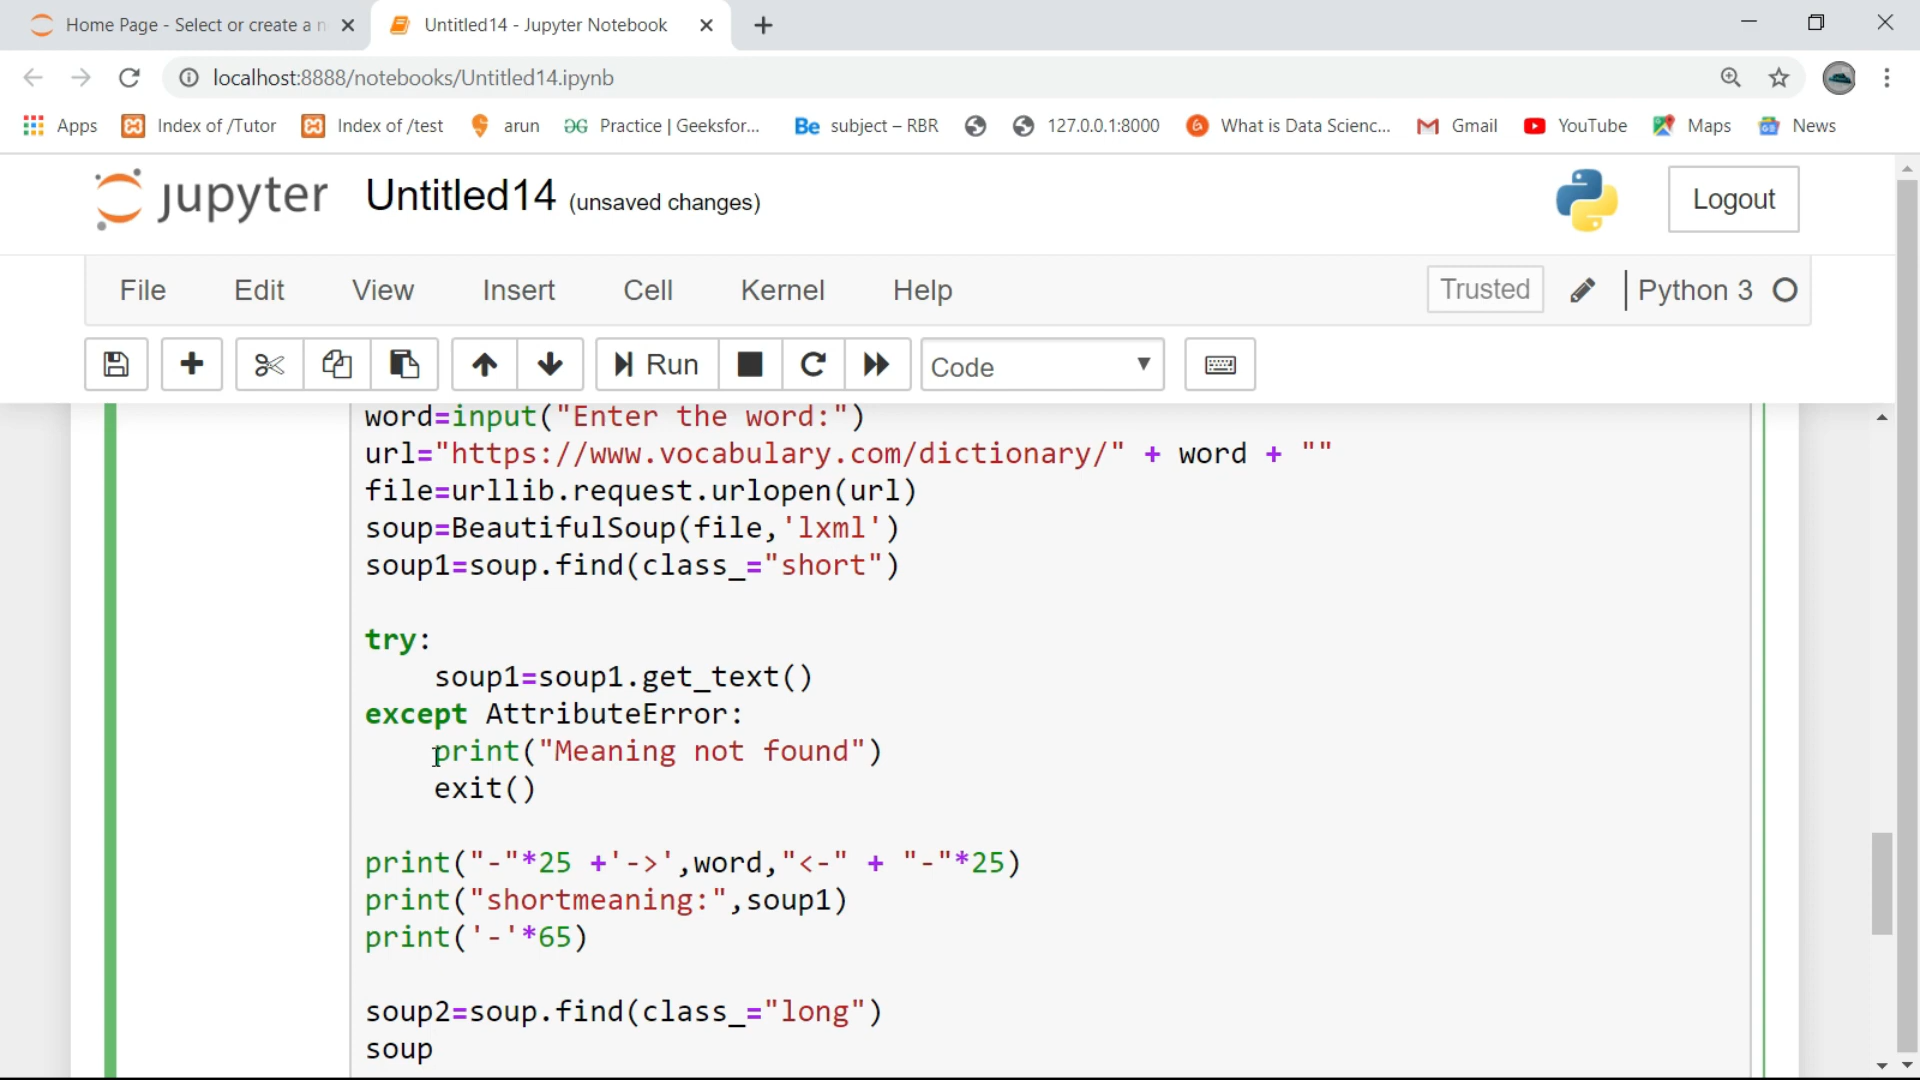 Home Page - Select or create a n
Untitled14 - Jupyter Notebook
localhost:8888/notebooks/Untitled14.ipynb
Apps
Index of /Tutor
Index of /test
arun
Practice | Geeksfor...
Be subject – RBR
127.0.0.1:8000
What is Data Scienc...
Gmail
YouTube
Maps
News
jupyter Untitled14 (unsaved changes)
Logout
File Edit View Insert Cell Kernel Help
Trusted
Python 3
Run
Code
word=input("Enter the word:")
url="https://www.vocabulary.com/dictionary/" + word + ""
file=urllib.request.urlopen(url)
soup=BeautifulSoup(file,'lxml')
soup1=soup.find(class_="short")
try:
    soup1=soup1.get_text()
except AttributeError:
    print("Meaning not found")
    exit()
print("-"*25 +'->',word,"<-" + "-"*25)
print("shortmeaning:",soup1)
print('-'*65)
soup2=soup.find(class_="long")
soup